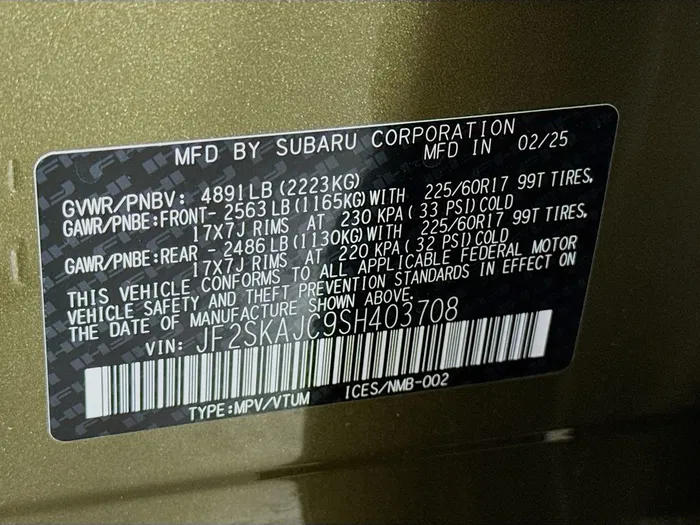 MFD BY SUBARU CORPORATION
MFD IN 02/25
GVWR/PNBV: 4891LB(2223KG)
GAWR/PNBE:FRONT- 2563LB(1165KG)WITH 225/60R17 99T TIRES,
17X7J RIMS AT 230 KPA(33 PSI)COLD
GAWR/PNBE:REAR - 2486LB(1130KG)WITH 225/60R17 99T TIRES,
17X7J RIMS AT 220 KPA(32 PSI)COLD
THIS VEHICLE CONFORMS TO ALL APPLICABLE FEDERAL MOTOR
VEHICLE SAFETY AND THEFT PREVENTION STANDARDS IN EFFECT ON
THE DATE OF MANUFACTURE SHOWN ABOVE.
VIN: JF2SKAJC9SH403708
TYPE:MPV/VTUM ICES/NMB-002